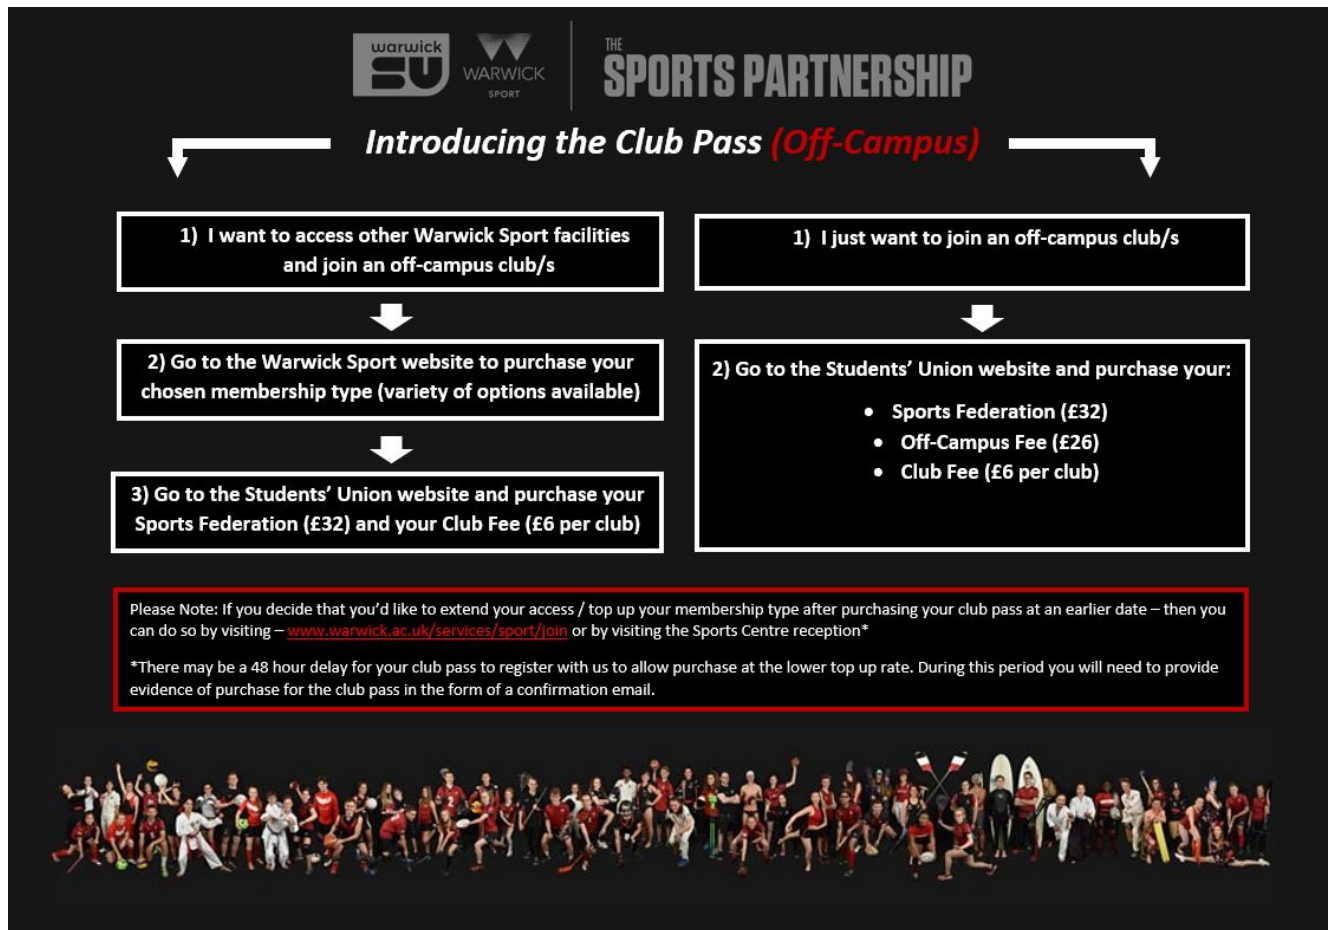 warwick
SU
WARWICK
SPORT
THE
SPORTS PARTNERSHIP
Introducing the Club Pass (Off-Campus)
1) I want to access other Warwick Sport facilities
and join an off-campus club/s
2) Go to the Warwick Sport website to purchase your
chosen membership type (variety of options available)
3) Go to the Students’ Union website and purchase your
Sports Federation (£32) and your Club Fee (£6 per club)
1) I just want to join an off-campus club/s
2) Go to the Students’ Union website and purchase your:
• Sports Federation (£32)
• Off-Campus Fee (£26)
• Club Fee (£6 per club)
Please Note: If you decide that you’d like to extend your access / top up your membership type after purchasing your club pass at an earlier date – then you
can do so by visiting – www.warwick.ac.uk/services/sport/join or by visiting the Sports Centre reception*
*There may be a 48 hour delay for your club pass to register with us to allow purchase at the lower top up rate. During this period you will need to provide
evidence of purchase for the club pass in the form of a confirmation email.